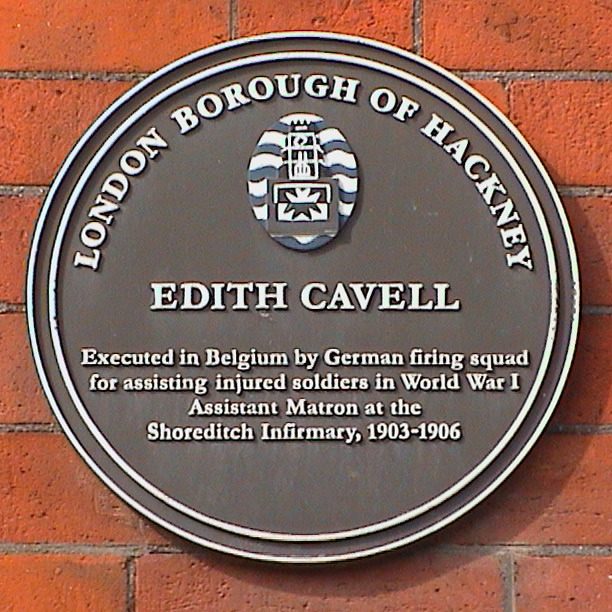 LONDON BOROUGH OF HACKNEY
EDITH CAVELL
Executed in Belgium by German firing squad
for assisting injured soldiers in World War I
Assistant Matron at the
Shoreditch Infirmary, 1903-1906